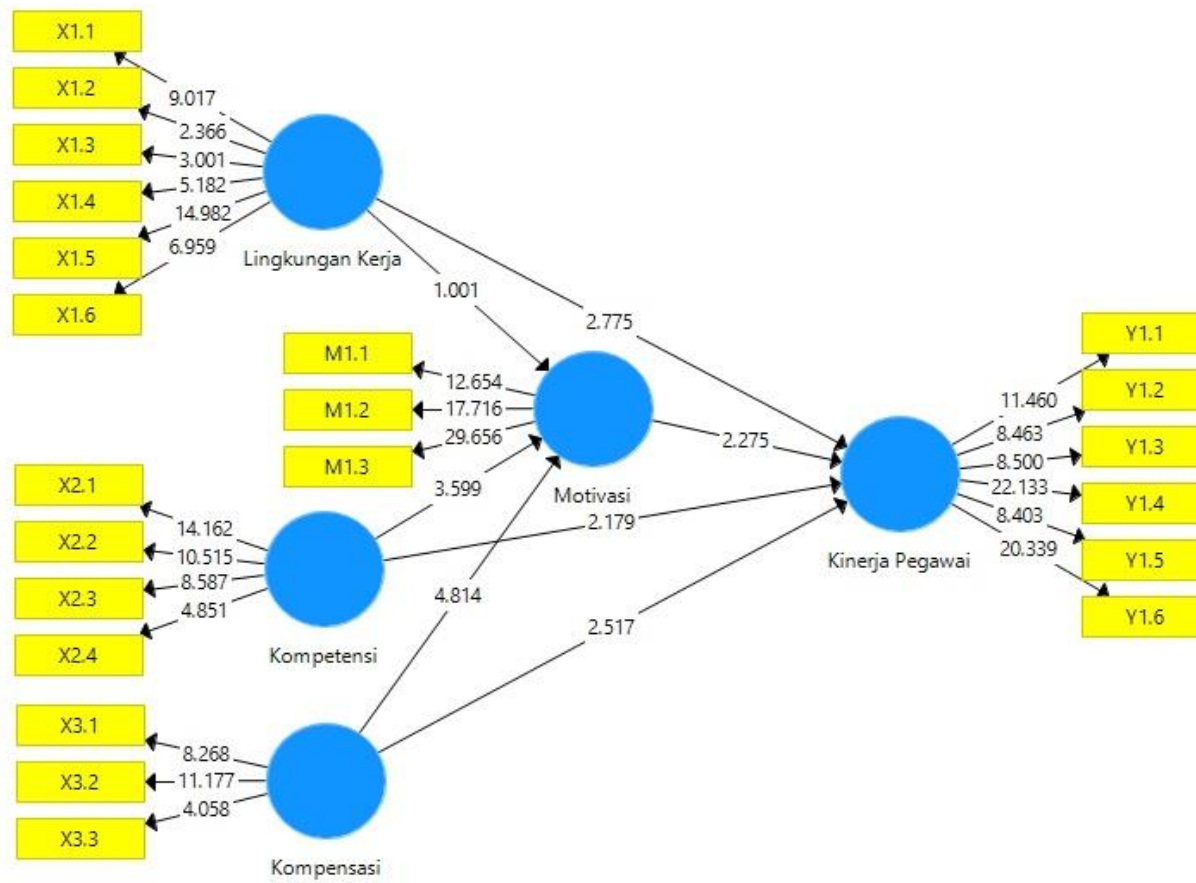 X1.1
X1.2
X1.3
X1.4
X1.5
X1.6
9.017
2.366
3.001
5.182
14.982
6.959
Lingkungan Kerja
1.001
2.775
M1.1
M1.2
M1.3
12.654
17.716
29.656
Motivasi
2.275
X2.1
X2.2
X2.3
X2.4
14.162
10.515
8.587
4.851
Kompetensi
3.599
2.179
X3.1
X3.2
X3.3
8.268
11.177
4.058
Kompensasi
4.814
2.517
Kinerja Pegawai
11.460
8.463
8.500
22.133
8.403
20.339
Y1.1
Y1.2
Y1.3
Y1.4
Y1.5
Y1.6